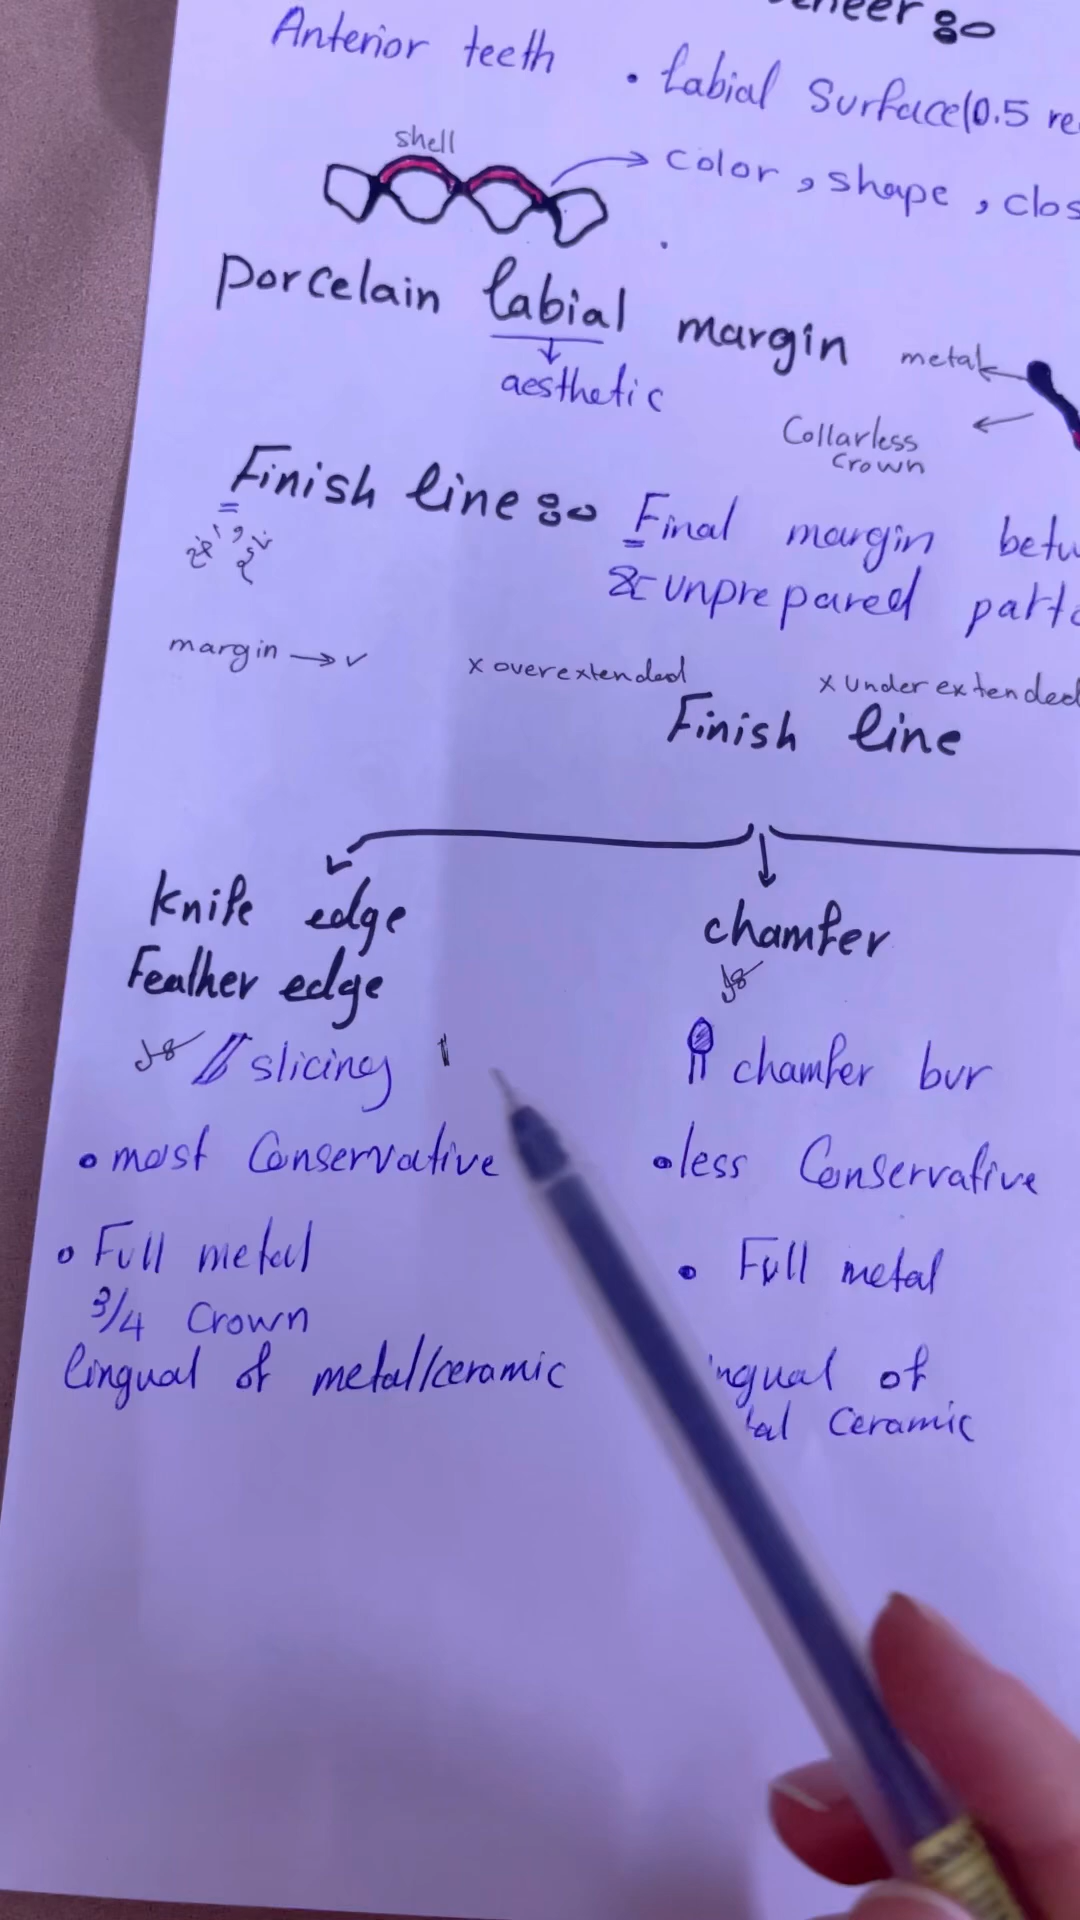 Anterior teeth
• Labial Surface(0.5 re
shell
color, shape, clos
Porcelain labial margin
aesthetic
metal
Collarless
crown
Finish line
Final margin betw
& unprepared part
margin → ✓
x overextended
x underextended
Finish line
Knife edge
Feather edge
slicing
• most Conservative
• Full metal
3/4 Crown
lingual of metal/ceramic
chamfer
chamfer bur
• less Conservative
• Full metal
ngual of
tal Ceramic